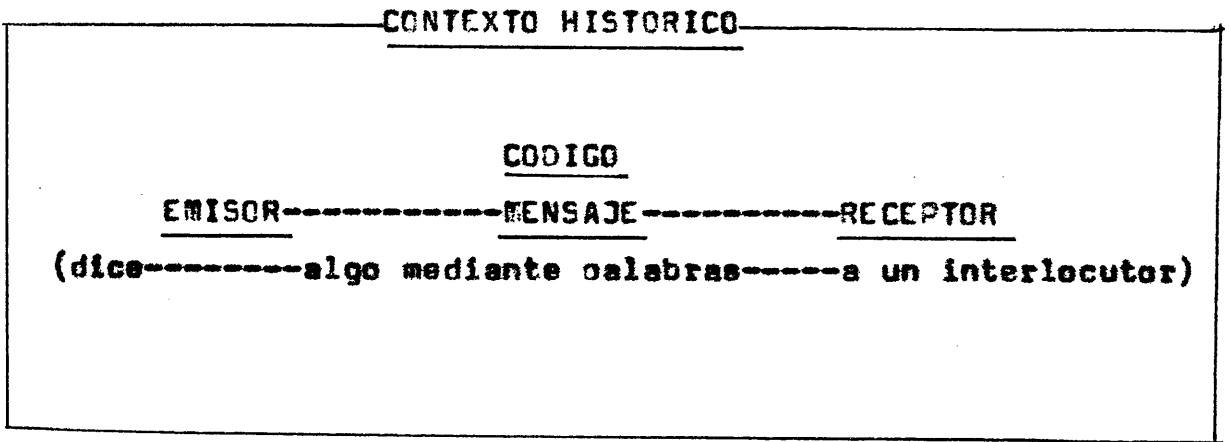 CONTEXTO HISTORICO
CODIGO
EMISOR-----------MENSAJE----------RECEPTOR
(dice---------algo mediante oalabras-----a un interlocutor)